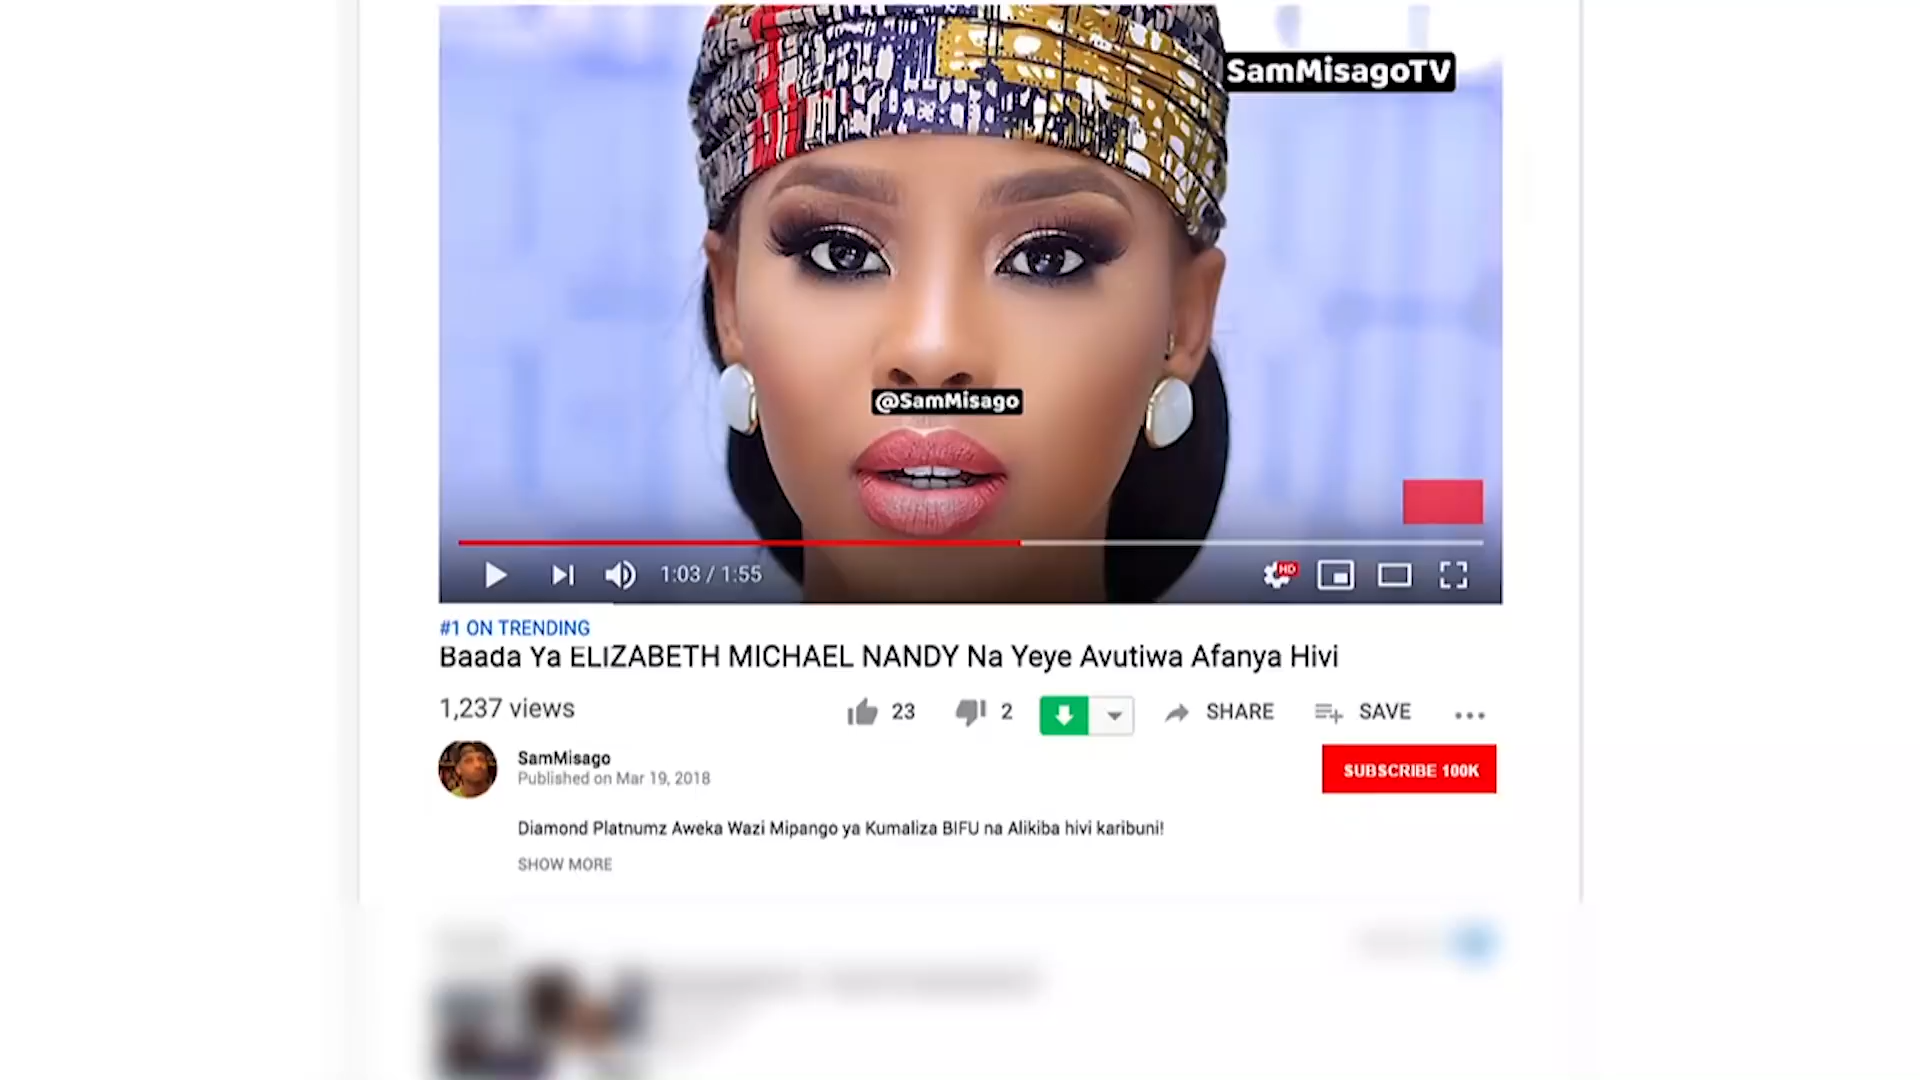 SamMisagoTV
@SamMisago
1:03 / 1:55
HD
#1 ON TRENDING
Baada Ya ELIZABETH MICHAEL NANDY Na Yeye Avutiwa Afanya Hivi
1,237 views
23
2
SHARE
SAVE
SamMisago
Published on Mar 19, 2018
SUBSCRIBE 100K
Diamond Platnumz Aweka Wazi Mipango ya Kumaliza BIFU na Alikiba hivi karibuni!
SHOW MORE